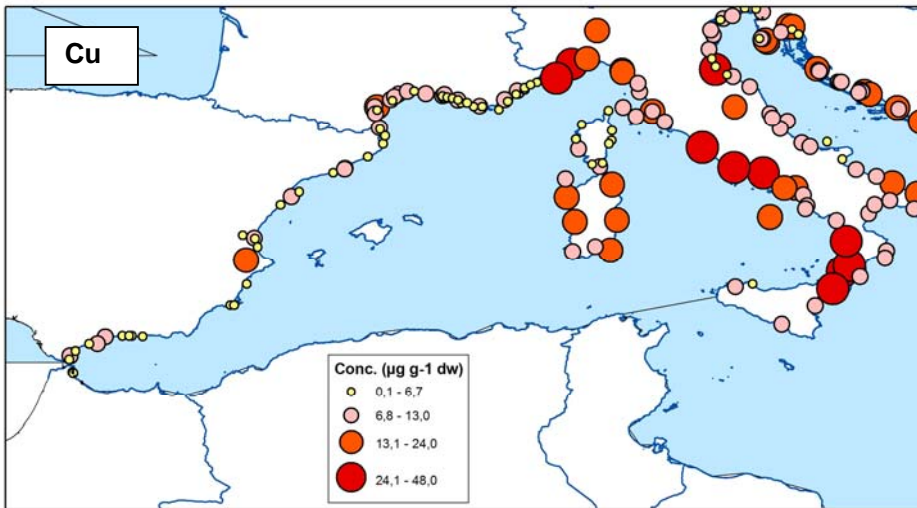 Cu
Conc. (µg g-1 dw)
0,1 - 6,7
6,8 - 13,0
13,1 - 24,0
24,1 - 48,0